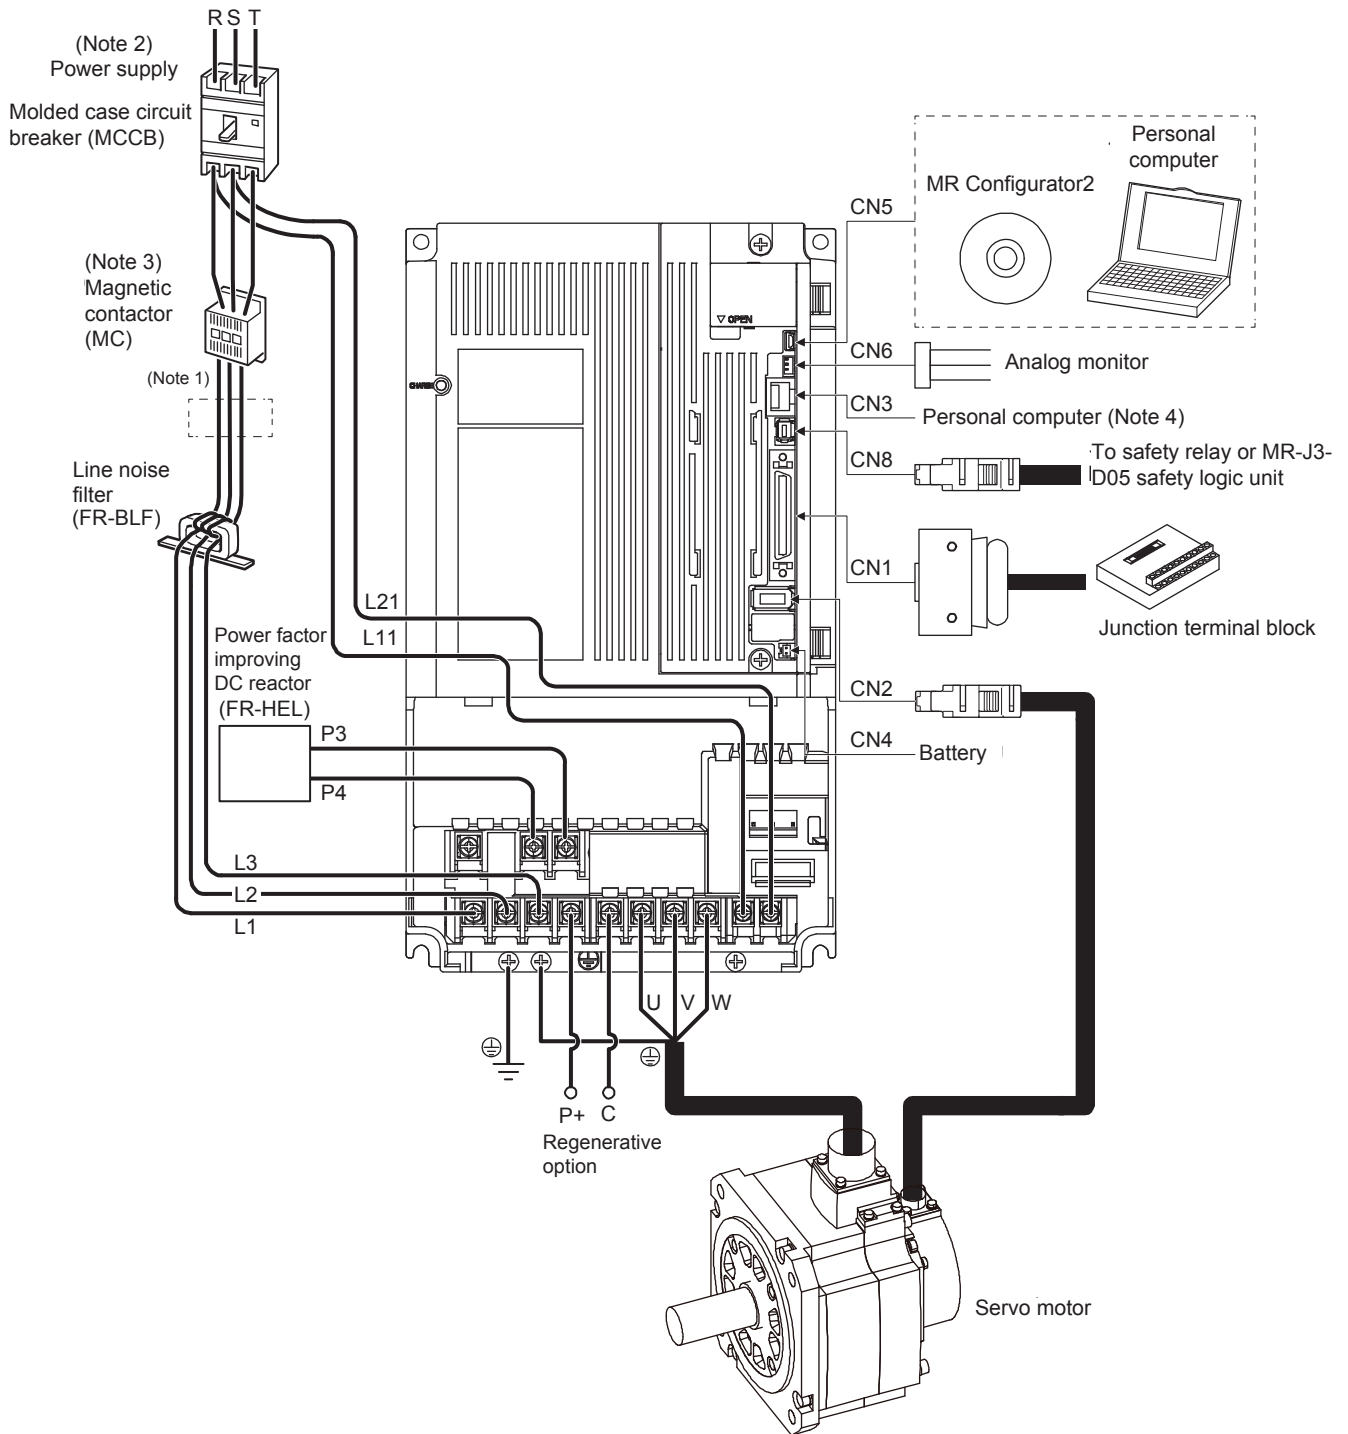 R S T
(Note 2)
Power supply
Molded case circuit
breaker (MCCB)
(Note 3)
Magnetic
contactor
(MC)
(Note 1)
Line noise
filter
(FR-BLF)
L21
L11
Power factor
improving
DC reactor
(FR-HEL)
P3
P4
L3
L2
L1
▽ OPEN
CHARGE
CN5
MR Configurator2
Personal
computer
CN6
Analog monitor
CN3
Personal computer (Note 4)
CN8
To safety relay or MR-J3-
D05 safety logic unit
CN1
Junction terminal block
CN2
CN4
Battery
U V W
P+ C
Regenerative
option
Servo motor